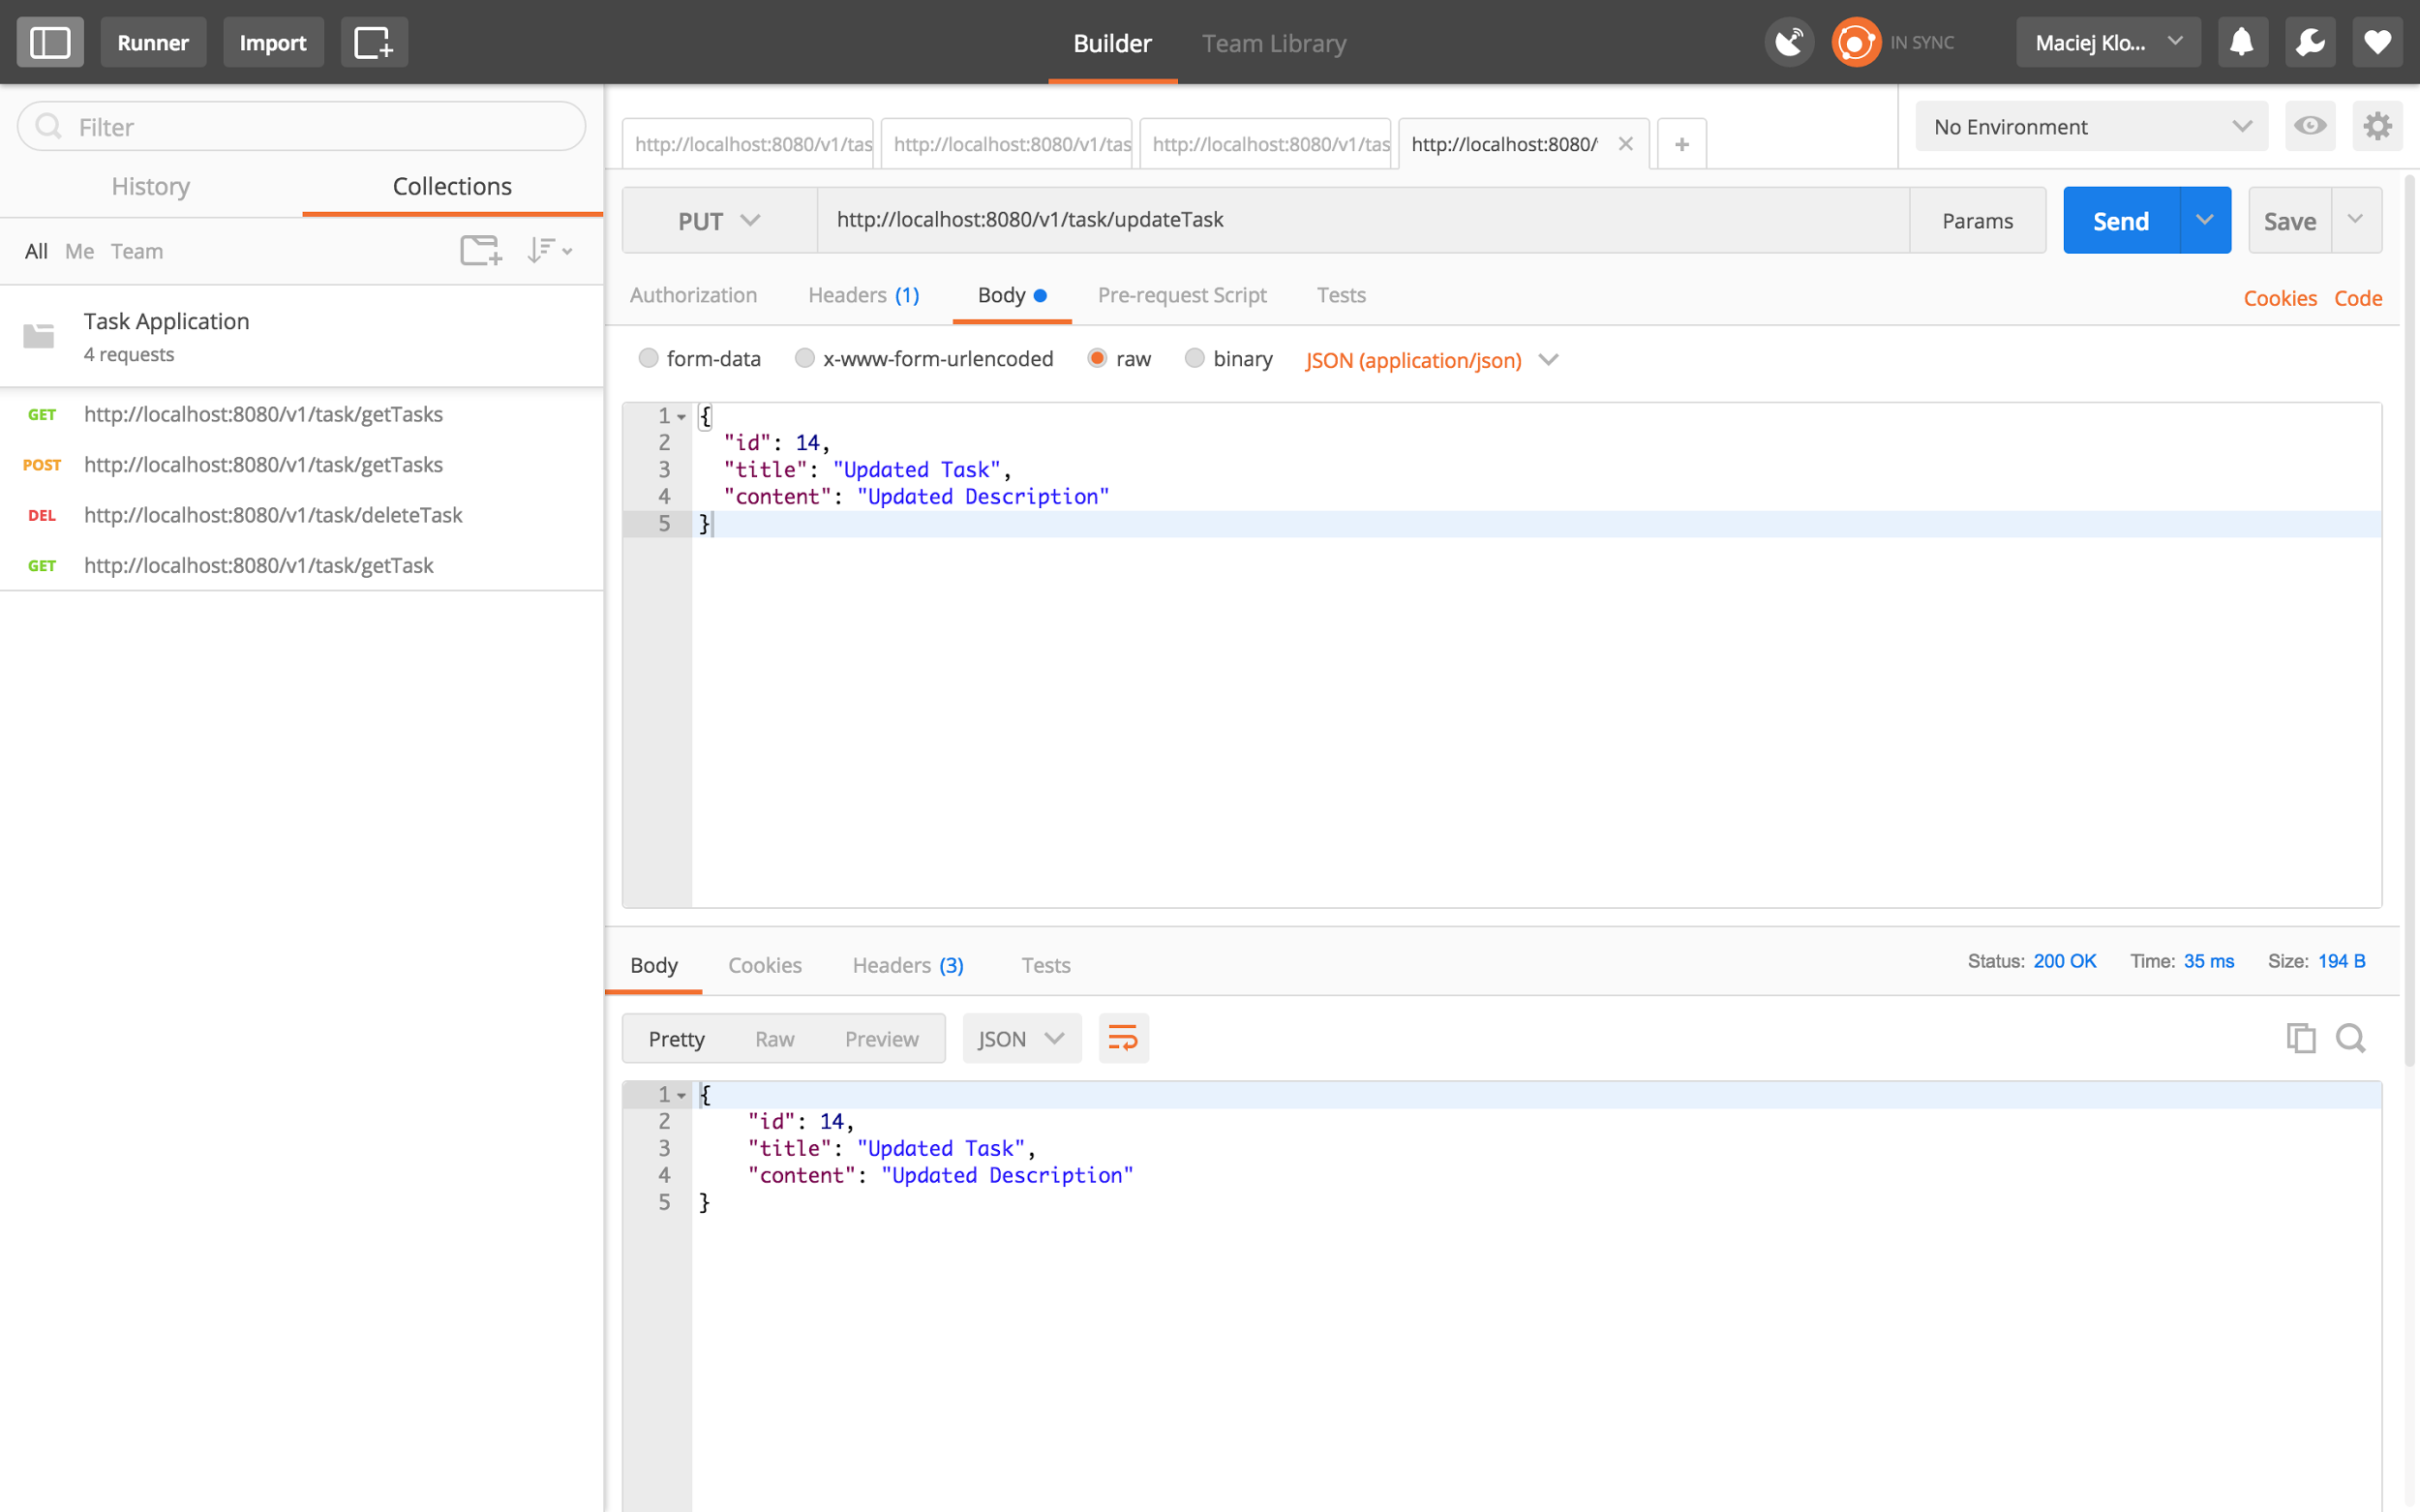 Runner Import Builder Team Library IN SYNC Maciej Klo...
Filter
History Collections
All Me Team
Task Application
4 requests
GET http://localhost:8080/v1/task/getTasks
POST http://localhost:8080/v1/task/getTasks
DEL http://localhost:8080/v1/task/deleteTask
GET http://localhost:8080/v1/task/getTask
http://localhost:8080/v1/tas http://localhost:8080/v1/tas http://localhost:8080/v1/tas http://localhost:8080/ + No Environment
PUT http://localhost:8080/v1/task/updateTask Params Send Save
Authorization Headers (1) Body Pre-request Script Tests Cookies Code
form-data x-www-form-urlencoded raw binary JSON (application/json)
1 {
2 "id": 14,
3 "title": "Updated Task",
4 "content": "Updated Description"
5 }
Body Cookies Headers (3) Tests Status: 200 OK Time: 35 ms Size: 194 B
Pretty Raw Preview JSON
1 {
2 "id": 14,
3 "title": "Updated Task",
4 "content": "Updated Description"
5 }